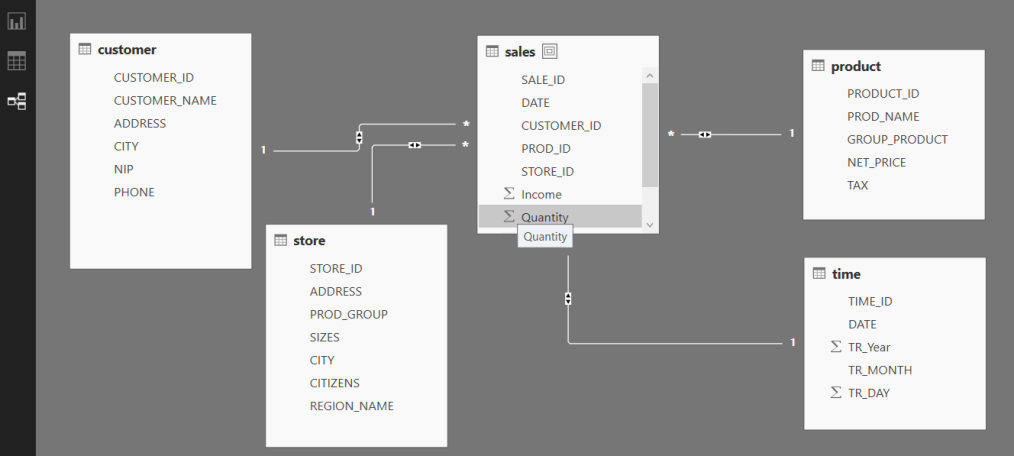 customer
CUSTOMER_ID
CUSTOMER_NAME
ADDRESS
CITY
NIP
PHONE
1
*
*
1
store
STORE_ID
ADDRESS
PROD_GROUP
SIZES
CITY
CITIZENS
REGION_NAME
sales
SALE_ID
DATE
CUSTOMER_ID
PROD_ID
STORE_ID
Σ Income
Σ Quantity
Quantity
*
1
product
PRODUCT_ID
PROD_NAME
GROUP_PRODUCT
NET_PRICE
TAX
1
time
TIME_ID
DATE
Σ TR_Year
TR_MONTH
Σ TR_DAY